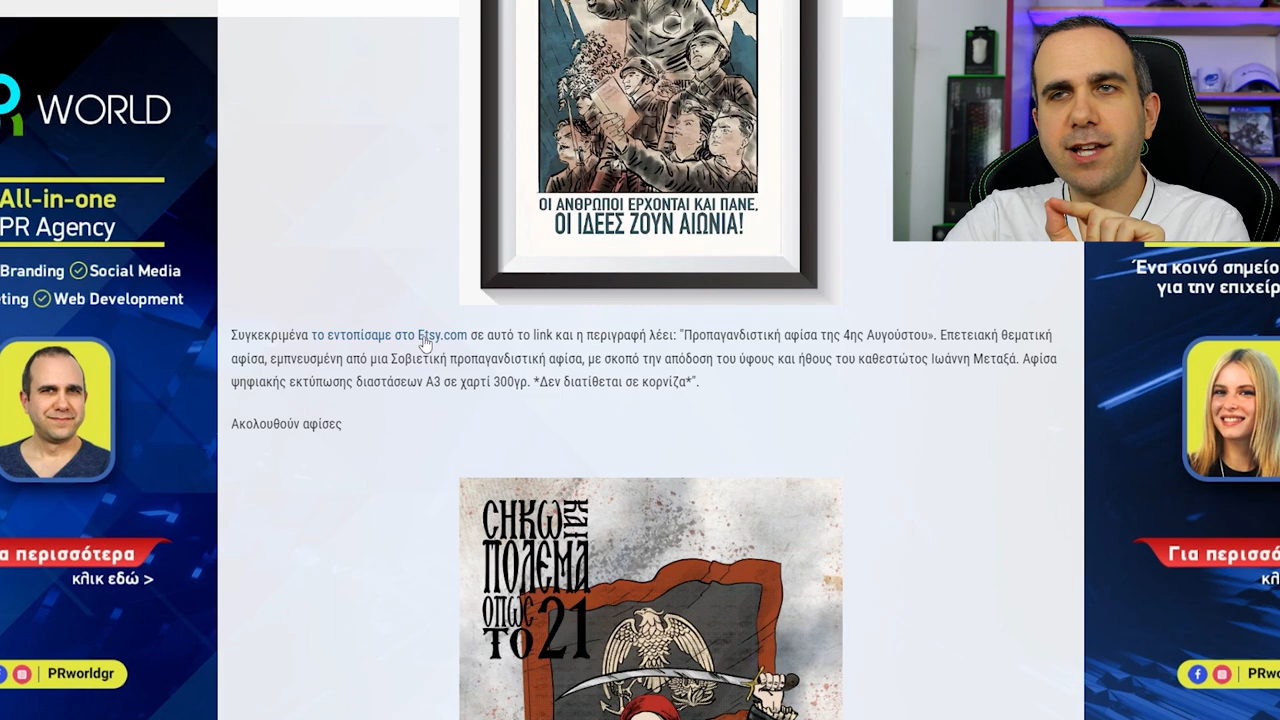 WORLD
All-in-one
PR Agency
Branding Social Media
ting Web Development
α περισσότερα
κλικ εδώ >
PRworldgr
ΟΙ ΑΝΘΡΩΠΟΙ ΕΡΧΟΝΤΑΙ ΚΑΙ ΠΑΝΕ,
ΟΙ ΙΔΕΕΣ ΖΟΥΝ ΑΙΩΝΙΑ!
Συγκεκριμένα το εντοπίσαμε στο Etsy.com σε αυτό το link και η περιγραφή λέει: "Προπαγανδιστική αφίσα της 4ης Αυγούστου». Επετειακή θεματική
αφίσα, εμπνευσμένη από μια Σοβιετική προπαγανδιστική αφίσα, με σκοπό την απόδοση του ύφους και ήθους του καθεστώτος Ιωάννη Μεταξά. Αφίσα
ψηφιακής εκτύπωσης διαστάσεων Α3 σε χαρτί 300γρ. *Δεν διατίθεται σε κορνίζα*".
Ακολουθούν αφίσες
ΣΗΚΩ ΚΑΙ
ΠΟΛΕΜΑ
ΟΠΩΣ
ΤΟ 21
Ένα κοινό σημείο
για την επιχείρ
Για περισσό
κλ
PRwo